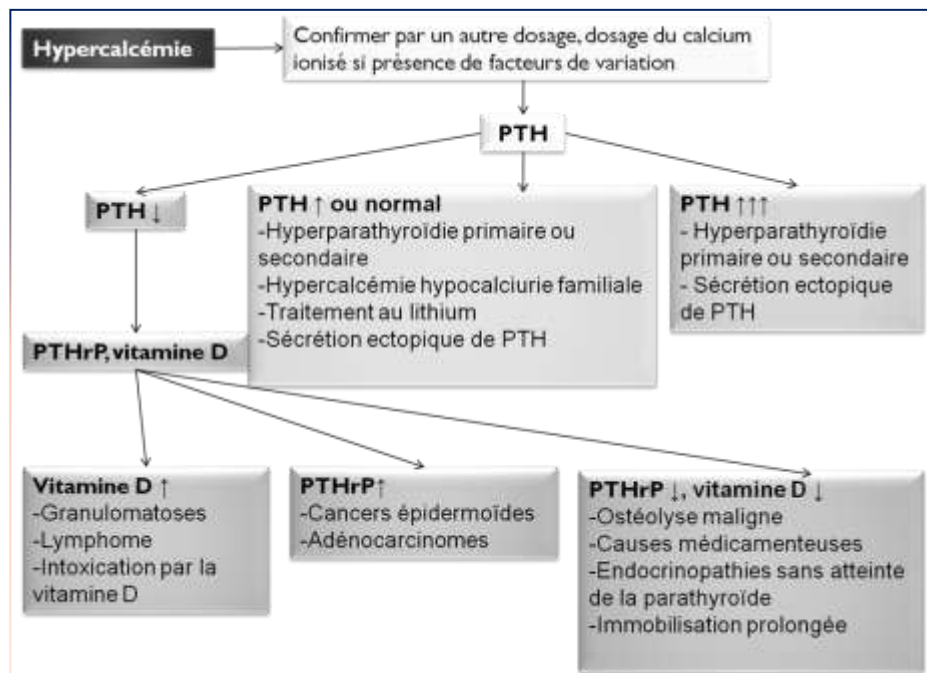 Hypercalcémie
Confirmer par un autre dosage, dosage du calcium
ionisé si présence de facteurs de variation
PTH
PTH ↓
PTH ↑ ou normal
-Hyperparathyroïdie primaire ou
secondaire
-Hypercalcémie hypocalciurie familiale
-Traitement au lithium
-Sécrétion ectopique de PTH
PTH ↑↑↑
- Hyperparathyroïdie
primaire ou secondaire
- Sécrétion ectopique
de PTH
PTHrP, vitamine D
Vitamine D ↑
-Granulomatoses
-Lymphome
-Intoxication par la
vitamine D
PTHrP↑
-Cancers épidermoïdes
-Adénocarcinomes
PTHrP ↓, vitamine D ↓
-Ostéolyse maligne
-Causes médicamenteuses
-Endocrinopathies sans atteinte
de la parathyroïde
-Immobilisation prolongée